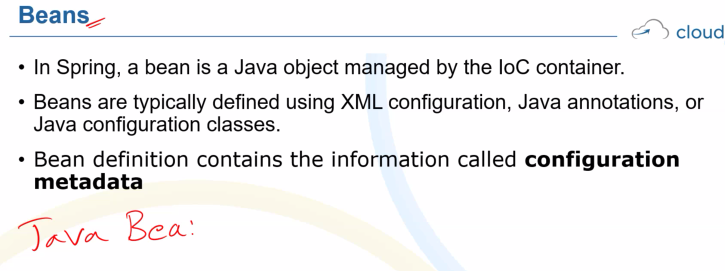 Beans
cloud
• In Spring, a bean is a Java object managed by the IoC container.
• Beans are typically defined using XML configuration, Java annotations, or
Java configuration classes.
• Bean definition contains the information called configuration
metadata
Java Bea: